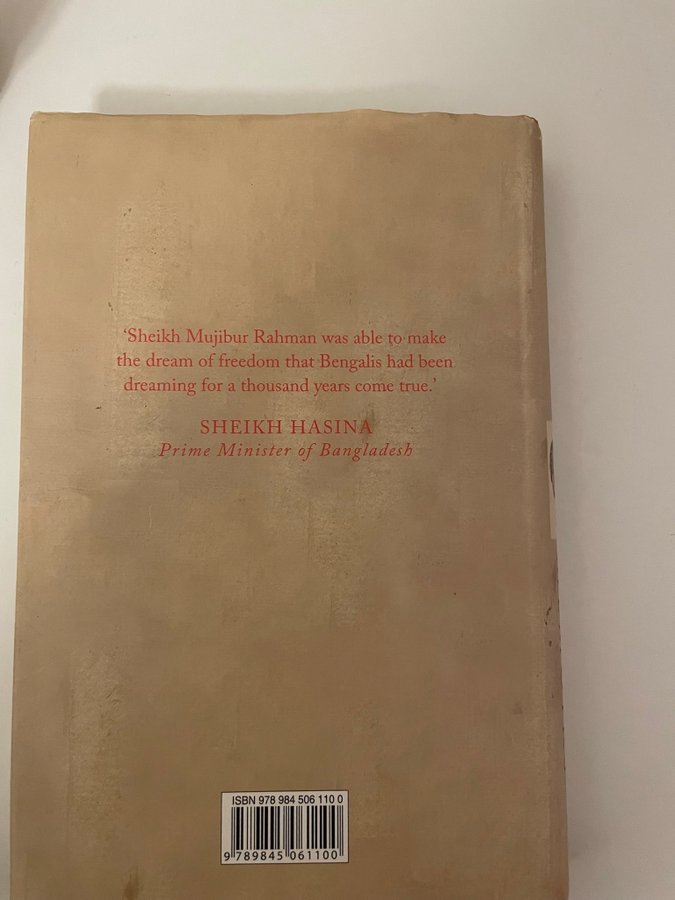 ‘Sheikh Mujibur Rahman was able to make
the dream of freedom that Bengalis had been
dreaming for a thousand years come true.’
SHEIKH HASINA
Prime Minister of Bangladesh
ISBN 978 984 506 110 0
9 789845 061100